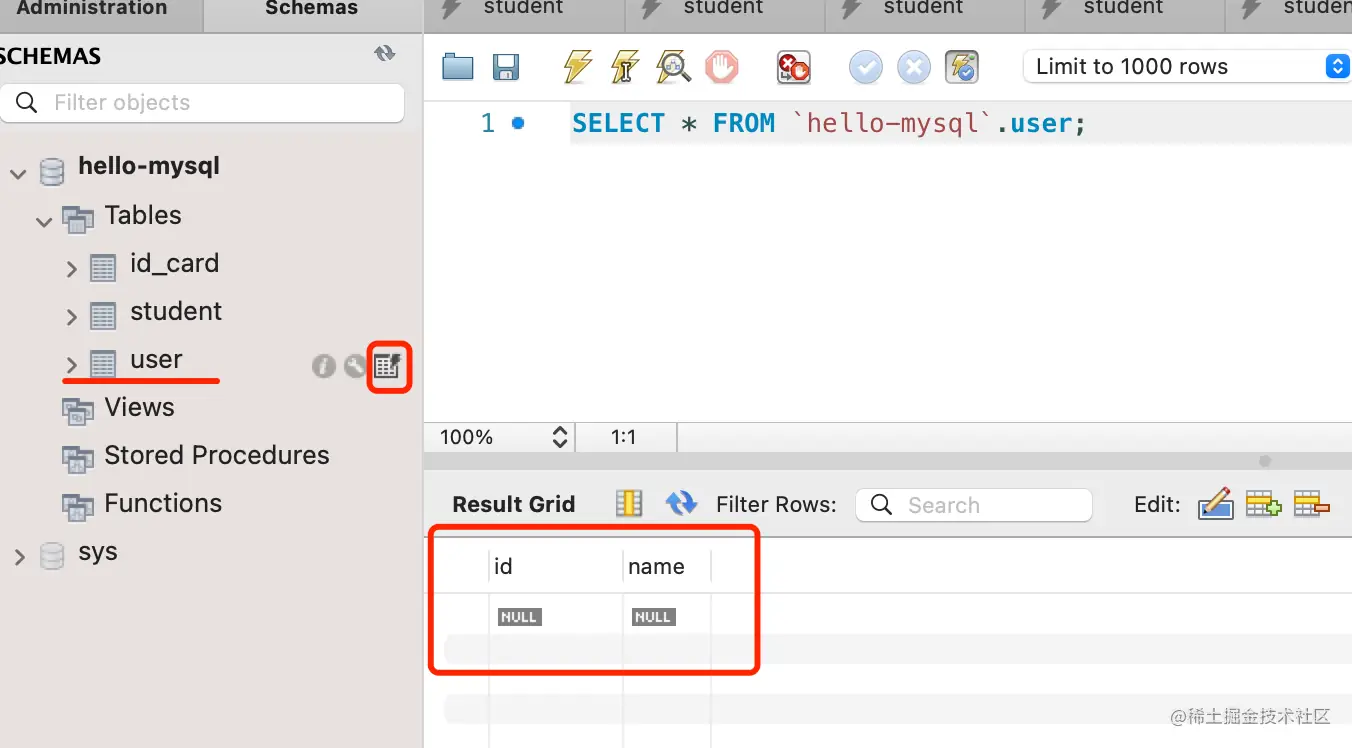 Administration
Schemas
student
student
student
student
studen
SCHEMAS
Filter objects
hello-mysql
Tables
id_card
student
user
Views
Stored Procedures
Functions
sys
Limit to 1000 rows
1
SELECT * FROM `hello-mysql`.user;
100%
1:1
Result Grid
Filter Rows:
Search
Edit:
id
name
NULL
NULL
@稀土掘金技术社区